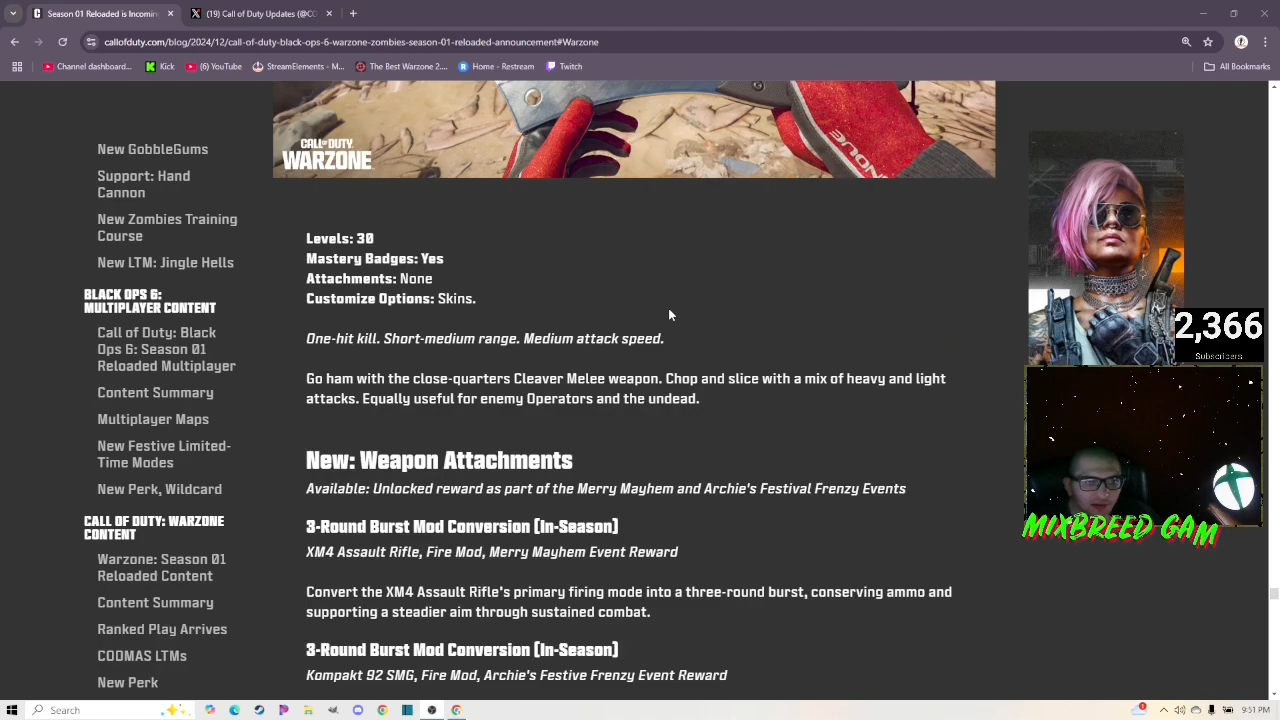 Season 01 Reloaded is Incoming
(19) Call of Duty Updates (@CO
callofduty.com/blog/2024/12/call-of-duty-black-ops-6-warzone-zombies-season-01-reloaded-announcement#Warzone
Channel dashboard...
Kick
(6) YouTube
StreamElements - M...
The Best Warzone 2....
Home - Restream
Twitch
All Bookmarks
New GobbleGums
Support: Hand
Cannon
New Zombies Training
Course
New LTM: Jingle Hells
BLACK OPS 6:
MULTIPLAYER CONTENT
Call of Duty: Black
Ops 6: Season 01
Reloaded Multiplayer
Content Summary
Multiplayer Maps
New Festive Limited-
Time Modes
New Perk, Wildcard
CALL OF DUTY: WARZONE
CONTENT
Warzone: Season 01
Reloaded Content
Content Summary
Ranked Play Arrives
CODMAS LTMs
New Perk
CALL OF DUTY
WARZONE
Levels: 30
Mastery Badges: Yes
Attachments: None
Customize Options: Skins.
One-hit kill. Short-medium range. Medium attack speed.
Go ham with the close-quarters Cleaver Melee weapon. Chop and slice with a mix of heavy and light
attacks. Equally useful for enemy Operators and the undead.
New: Weapon Attachments
Available: Unlocked reward as part of the Merry Mayhem and Archie's Festival Frenzy Events
3-Round Burst Mod Conversion (In-Season)
XM4 Assault Rifle, Fire Mod, Merry Mayhem Event Reward
Convert the XM4 Assault Rifle's primary firing mode into a three-round burst, conserving ammo and
supporting a steadier aim through sustained combat.
3-Round Burst Mod Conversion (In-Season)
Kompakt 92 SMG, Fire Mod, Archie's Festive Frenzy Event Reward
2,366
Subscribers
MIXBREED GAM
Search
9:51 PM